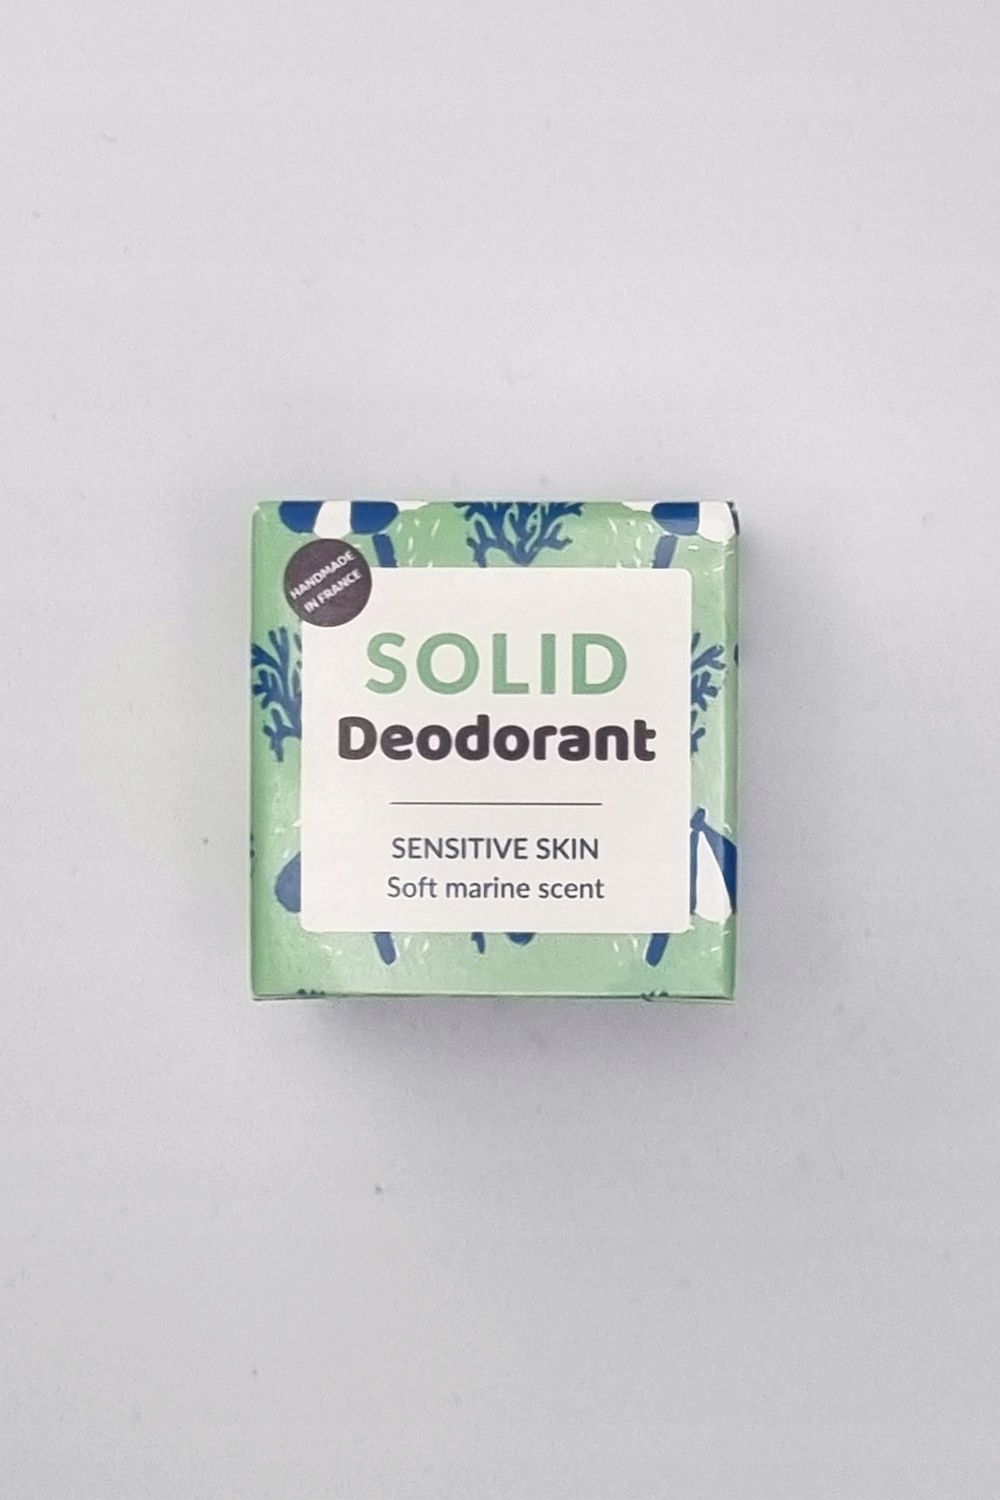 HANDMADE
IN FRANCE
SOLID
Deodorant
SENSITIVE SKIN
Soft marine scent